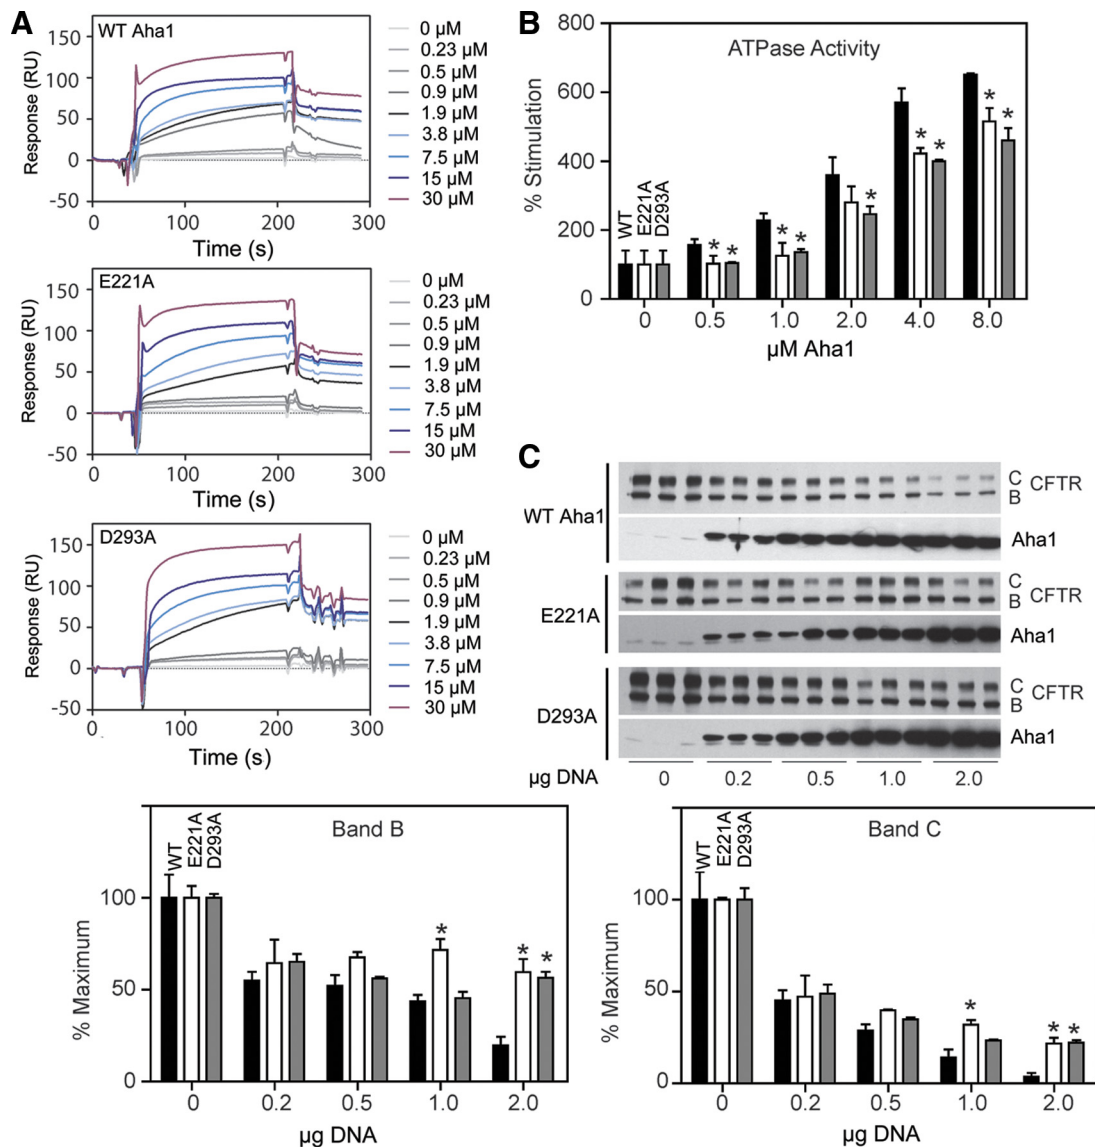 A
WT Aha1
Response (RU)
150
100
50
0
-50
0 100 200 300
Time (s)
0 µM
0.23 µM
0.5 µM
0.9 µM
1.9 µM
3.8 µM
7.5 µM
15 µM
30 µM
E221A
Response (RU)
150
100
50
0
-50
0 100 200 300
Time (s)
0 µM
0.23 µM
0.5 µM
0.9 µM
1.9 µM
3.8 µM
7.5 µM
15 µM
30 µM
D293A
Response (RU)
150
100
50
0
-50
0 100 200 300
Time (s)
0 µM
0.23 µM
0.5 µM
0.9 µM
1.9 µM
3.8 µM
7.5 µM
15 µM
30 µM
B
ATPase Activity
% Stimulation
800
600
400
200
0
WT
E221A
D293A
* *
* *
*
* *
* *
0 0.5 1.0 2.0 4.0 8.0
µM Aha1
C
WT Aha1
C
B
CFTR
Aha1
E221A
C
B
CFTR
Aha1
D293A
C
B
CFTR
Aha1
µg DNA
0 0.2 0.5 1.0 2.0
Band B
% Maximum
100
50
0
WT
E221A
D293A
*
* *
0 0.2 0.5 1.0 2.0
µg DNA
Band C
% Maximum
100
50
0
WT
E221A
D293A
*
* *
0 0.2 0.5 1.0 2.0
µg DNA